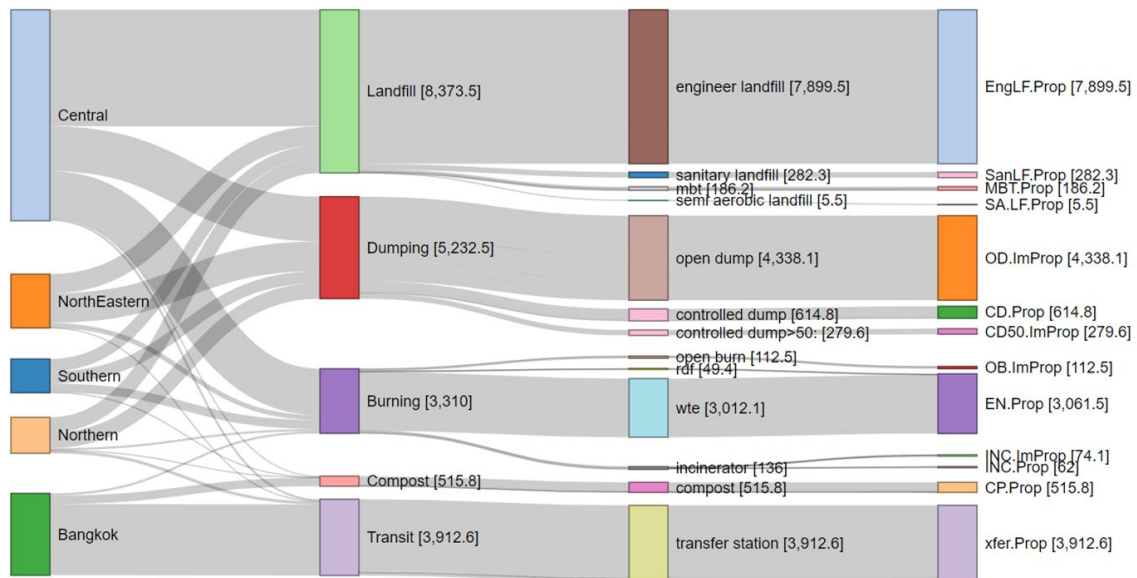 Central
NorthEastern
Southern
Northern
Bangkok
Landfill [8,373.5]
Dumping [5,232.5]
Burning [3,310]
Compost [515.8]
Transit [3,912.6]
engineer landfill [7,899.5]
sanitary landfill [282.3]
mbt [186.2]
semi aerobic landfill [5.5]
open dump [4,338.1]
controlled dump [614.8]
controlled dump>50: [279.6]
open burn [112.5]
rdf [49.4]
wte [3,012.1]
incinerator [136]
compost [515.8]
transfer station [3,912.6]
EngLF.Prop [7,899.5]
SanLF.Prop [282.3]
MBT.Prop [186.2]
SA.LF.Prop [5.5]
OD.ImProp [4,338.1]
CD.Prop [614.8]
CD50.ImProp [279.6]
OB.ImProp [112.5]
EN.Prop [3,061.5]
INC.ImProp [74.1]
INC.Prop [62]
CP.Prop [515.8]
xfer.Prop [3,912.6]